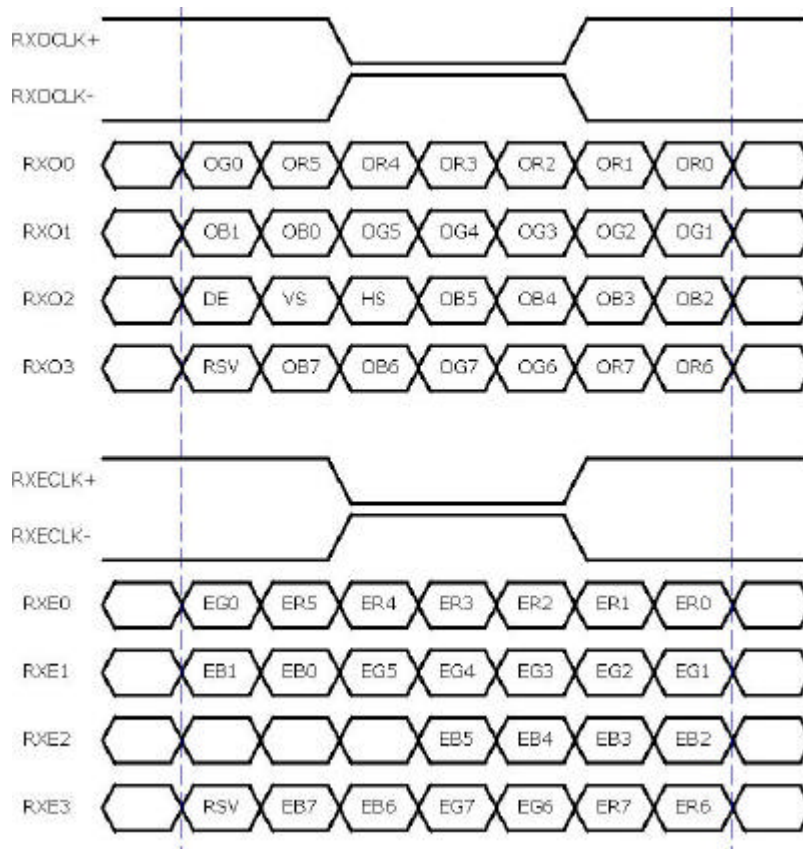 RXOCLK+
RXOCLK-
RXO0 OG0 OR5 OR4 OR3 OR2 OR1 OR0
RXO1 OB1 OB0 OG5 OG4 OG3 OG2 OG1
RXO2 DE VS HS OB5 OB4 OB3 OB2
RXO3 RSV OB7 OB6 OG7 OG6 OR7 OR6
RXECLK+
RXECLK-
RXE0 EG0 ER5 ER4 ER3 ER2 ER1 ER0
RXE1 EB1 EB0 EG5 EG4 EG3 EG2 EG1
RXE2 EB5 EB4 EB3 EB2
RXE3 RSV EB7 EB6 EG7 EG6 ER7 ER6